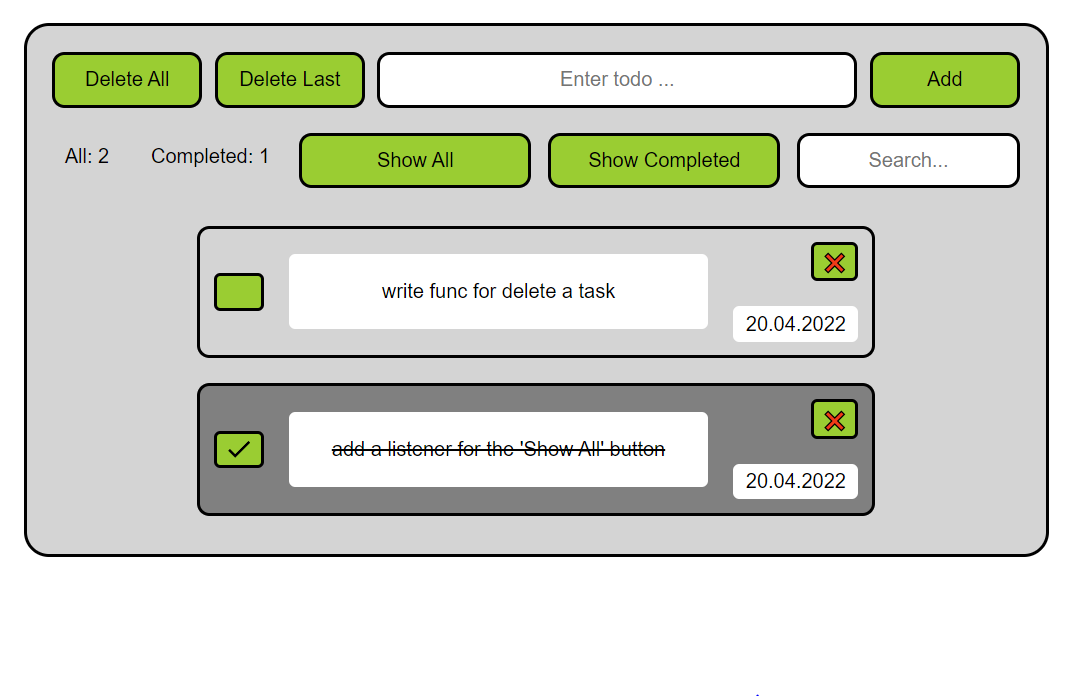 Delete All
Delete Last
Enter todo ...
Add
All: 2
Completed: 1
Show All
Show Completed
Search...
write func for delete a task
20.04.2022
add a listener for the 'Show All' button
20.04.2022